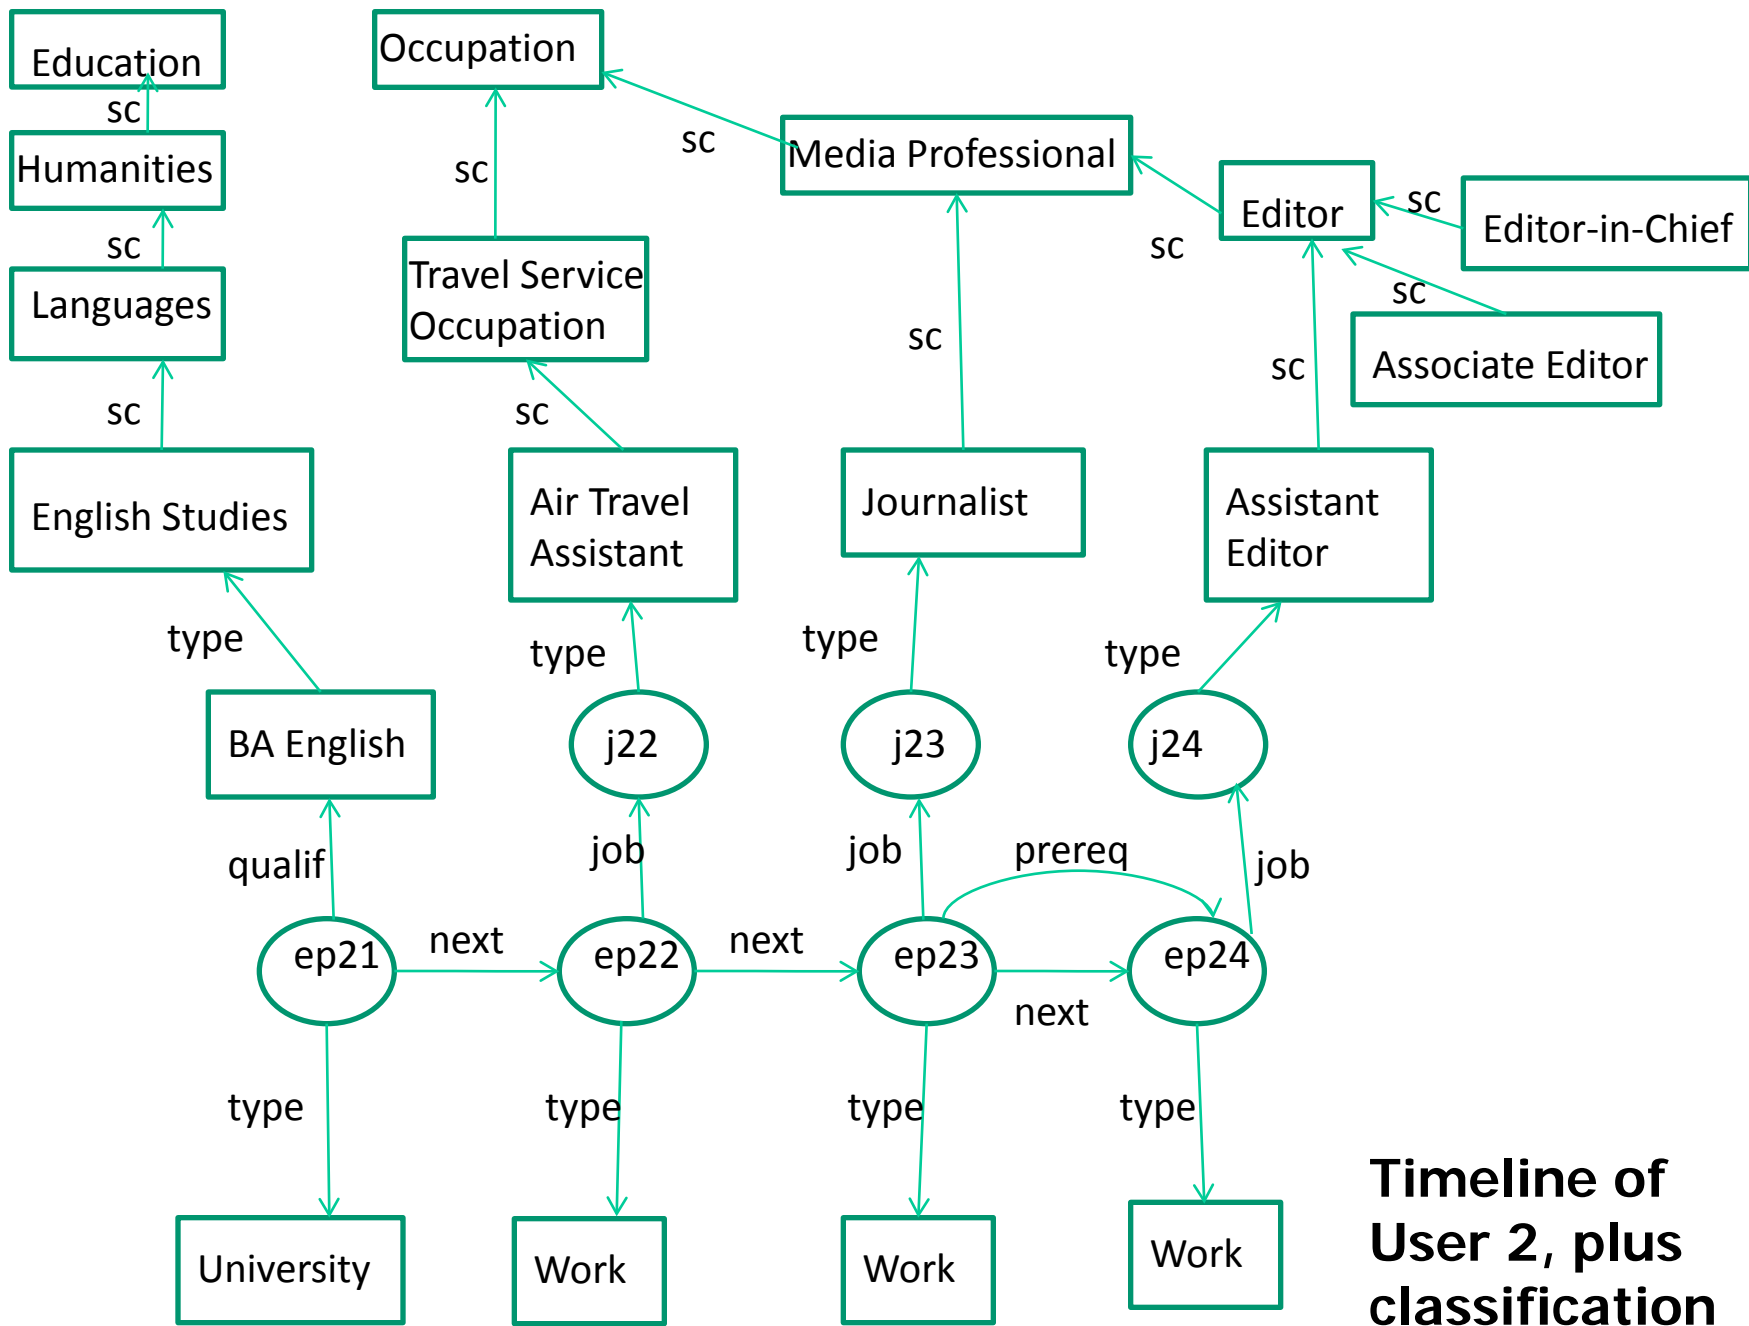 Education
Occupation
sc
sc
Media Professional
Humanities
sc
Editor
sc
Editor-in-Chief
sc
sc
Languages
Travel Service
Occupation
sc
sc
sc
Associate Editor
sc
sc
English Studies
Air Travel
Assistant
Journalist
Assistant
Editor
type
type
type
type
BA English
j22
j23
j24
qualif
job
job
prereq
job
ep21
next
ep22
next
ep23
next
ep24
type
type
type
type
University
Work
Work
Work
Timeline of
User 2, plus
classification